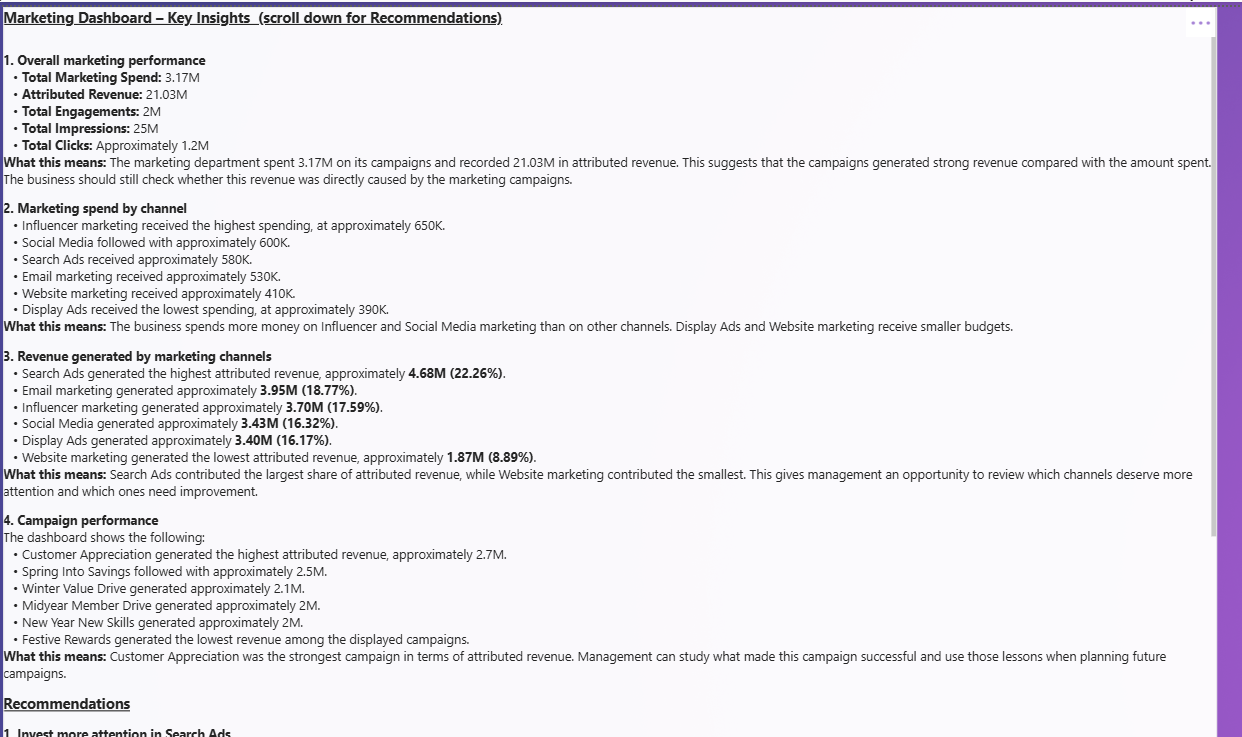 Marketing Dashboard – Key Insights  (scroll down for Recommendations)
1. Overall marketing performance
• Total Marketing Spend: 3.17M
• Attributed Revenue: 21.03M
• Total Engagements: 2M
• Total Impressions: 25M
• Total Clicks: Approximately 1.2M
What this means: The marketing department spent 3.17M on its campaigns and recorded 21.03M in attributed revenue. This suggests that the campaigns generated strong revenue compared with the amount spent.
The business should still check whether this revenue was directly caused by the marketing campaigns.
2. Marketing spend by channel
• Influencer marketing received the highest spending, at approximately 650K.
• Social Media followed with approximately 600K.
• Search Ads received approximately 580K.
• Email marketing received approximately 530K.
• Website marketing received approximately 410K.
• Display Ads received the lowest spending, at approximately 390K.
What this means: The business spends more money on Influencer and Social Media marketing than on other channels. Display Ads and Website marketing receive smaller budgets.
3. Revenue generated by marketing channels
• Search Ads generated the highest attributed revenue, approximately 4.68M (22.26%).
• Email marketing generated approximately 3.95M (18.77%).
• Influencer marketing generated approximately 3.70M (17.59%).
• Social Media generated approximately 3.43M (16.32%).
• Display Ads generated approximately 3.40M (16.17%).
• Website marketing generated the lowest attributed revenue, approximately 1.87M (8.89%).
What this means: Search Ads contributed the largest share of attributed revenue, while Website marketing contributed the smallest. This gives management an opportunity to review which channels deserve more
attention and which ones need improvement.
4. Campaign performance
The dashboard shows the following:
• Customer Appreciation generated the highest attributed revenue, approximately 2.7M.
• Spring Into Savings followed with approximately 2.5M.
• Winter Value Drive generated approximately 2.1M.
• Midyear Member Drive generated approximately 2M.
• New Year New Skills generated approximately 2M.
• Festive Rewards generated the lowest revenue among the displayed campaigns.
What this means: Customer Appreciation was the strongest campaign in terms of attributed revenue. Management can study what made this campaign successful and use those lessons when planning future
campaigns.
Recommendations
1. Invest more attention in Search Ads